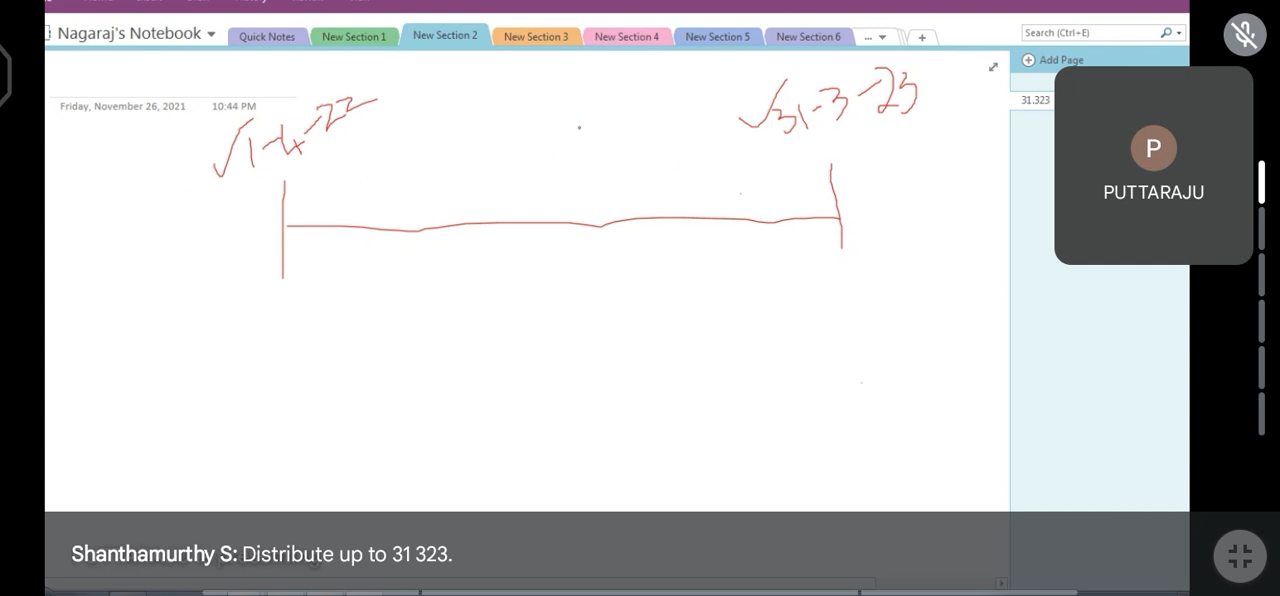 Nagaraj's Notebook
Quick Notes New Section 1 New Section 2 New Section 3 New Section 4 New Section 5 New Section 6 ...
Search (Ctrl+E)
Add Page
Friday, November 26, 2021 10:44 PM
31.323
√1-4-22
√31-3-23
P
PUTTARAJU
Shanthamurthy S: Distribute up to 31 323.